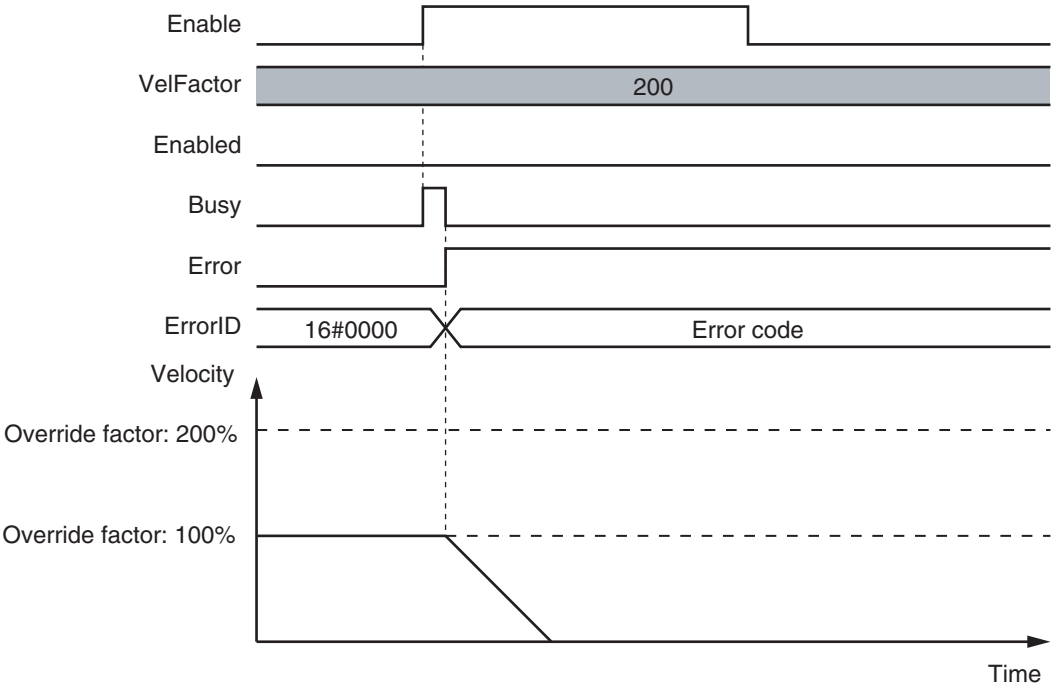 Enable
VelFactor
200
Enabled
Busy
Error
ErrorID
16#0000
Error code
Velocity
Override factor: 200%
Override factor: 100%
Time